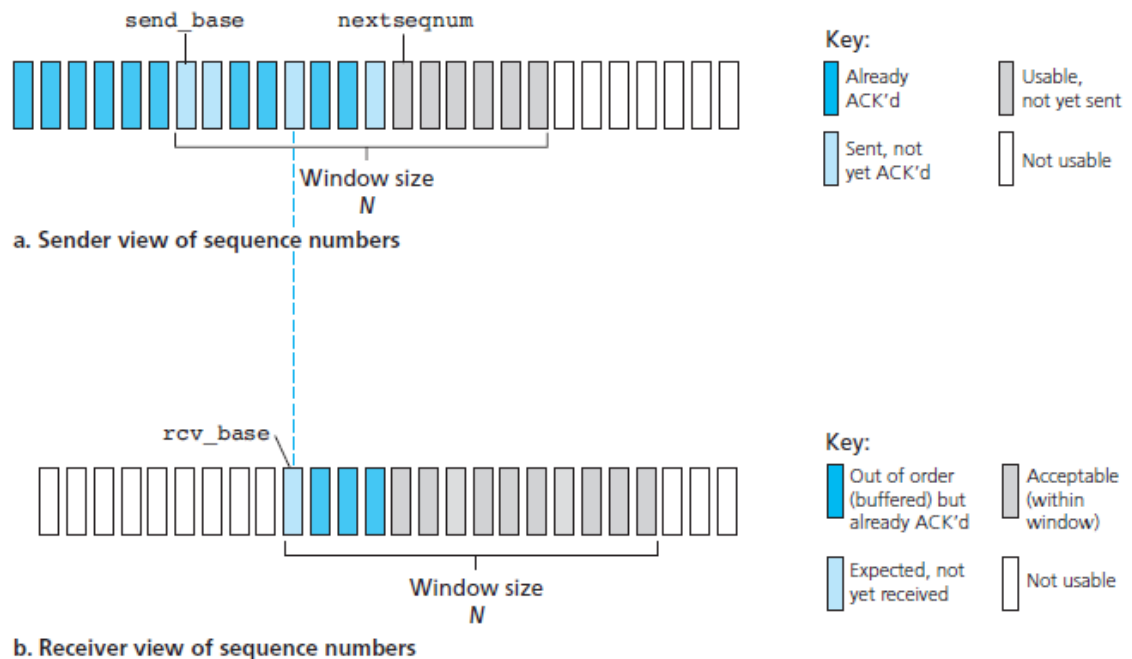 send_base
nextseqnum
Key:
Already
ACK'd
Usable,
not yet sent
Sent, not
yet ACK'd
Not usable
Window size
N
a. Sender view of sequence numbers
rcv_base
Key:
Out of order
(buffered) but
already ACK'd
Acceptable
(within
window)
Expected, not
yet received
Not usable
Window size
N
b. Receiver view of sequence numbers